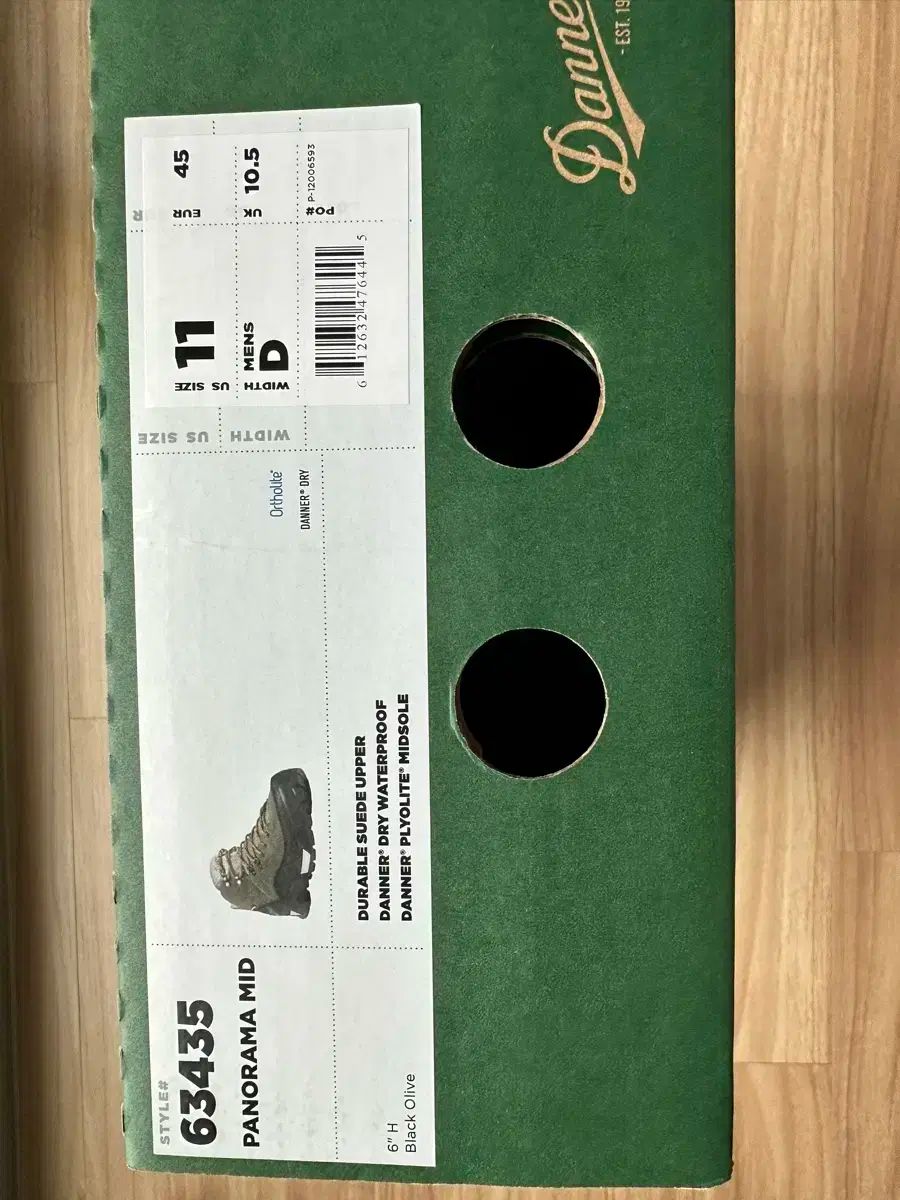 STYLE#
63435
PANORAMA MID
6" H
Black Olive
DURABLE SUEDE UPPER
DANNER® DRY WATERPROOF
DANNER® PLYOLITE® MIDSOLE
Ortholite®
DANNER® DRY
US SIZE
WIDTH
US SIZE 11
EUR 45
WIDTH MENS D
UK 10.5
PO# P-12006593
6 12632 47644 5
Danne
- EST. 19